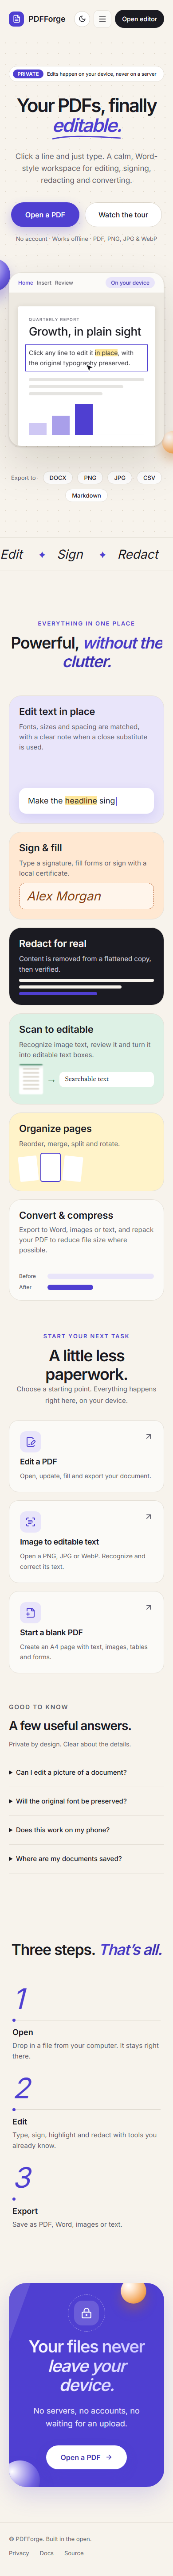 PDFForge
Open editor
PRIVATE Edits happen on your device, never on a server
Your PDFs, finally
editable.
Click a line and just type. A calm, Word-
style workspace for editing, signing,
redacting and converting.
Open a PDF
Watch the tour
No account · Works offline · PDF, PNG, JPG & WebP
Home Insert Review
On your device
QUARTERLY REPORT
Growth, in plain sight
Click any line to edit it in place, with
the original typography preserved.
Export to DOCX PNG JPG CSV
Markdown
Edit ✦ Sign ✦ Redact
EVERYTHING IN ONE PLACE
Powerful, without the
clutter.
Edit text in place
Fonts, sizes and spacing are matched,
with a clear note when a close substitute
is used.
Make the headline sing
Sign & fill
Type a signature, fill forms or sign with a
local certificate.
Alex Morgan
Redact for real
Content is removed from a flattened copy,
then verified.
Scan to editable
Recognize image text, review it and turn it
into editable text boxes.
→ Searchable text
Organize pages
Reorder, merge, split and rotate.
Convert & compress
Export to Word, images or text, and repack
your PDF to reduce file size where
possible.
Before
After
START YOUR NEXT TASK
A little less
paperwork.
Choose a starting point. Everything happens
right here, on your device.
Edit a PDF
Open, update, fill and export your document.
Image to editable text
Open a PNG, JPG or WebP. Recognize and
correct its text.
Start a blank PDF
Create an A4 page with text, images, tables
and forms.
GOOD TO KNOW
A few useful answers.
Private by design. Clear about the details.
Can I edit a picture of a document?
Will the original font be preserved?
Does this work on my phone?
Where are my documents saved?
Three steps. That's all.
1
Open
Drop in a file from your computer. It stays right
there.
2
Edit
Type, sign, highlight and redact with tools you
already know.
3
Export
Save as PDF, Word, images or text.
Your files never
leave your
device.
No servers, no accounts, no
waiting for an upload.
Open a PDF →
© PDFForge. Built in the open.
Privacy Docs Source